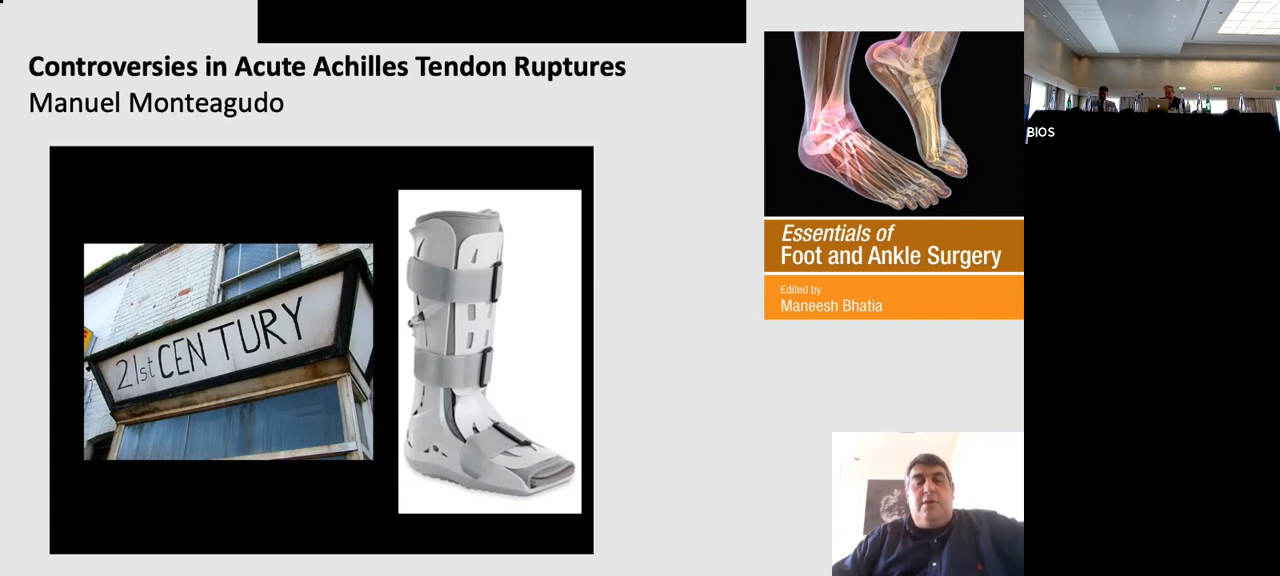 Controversies in Acute Achilles Tendon Ruptures
Manuel Monteagudo
21st CENTURY
Essentials of
Foot and Ankle Surgery
Edited by
Maneesh Bhatia
BIOS